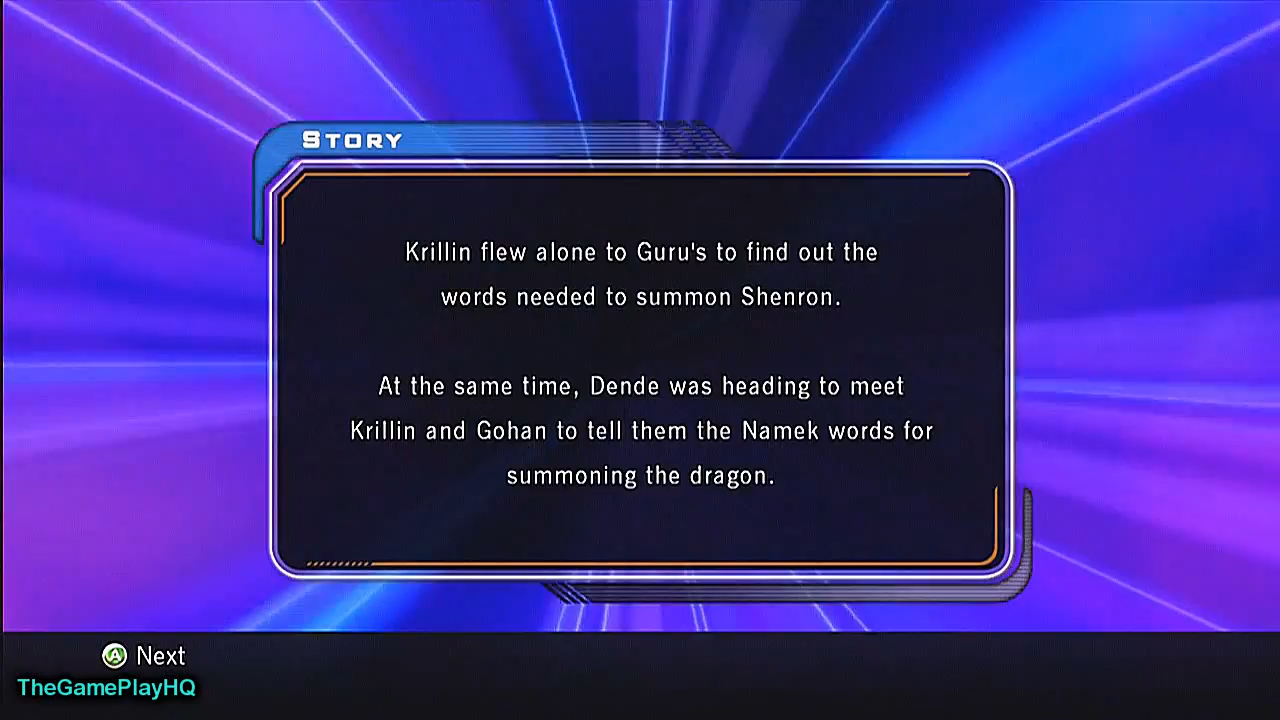 STORY
Krillin flew alone to Guru's to find out the
words needed to summon Shenron.
At the same time, Dende was heading to meet
Krillin and Gohan to tell them the Namek words for
summoning the dragon.
A Next
TheGamePlayHQ